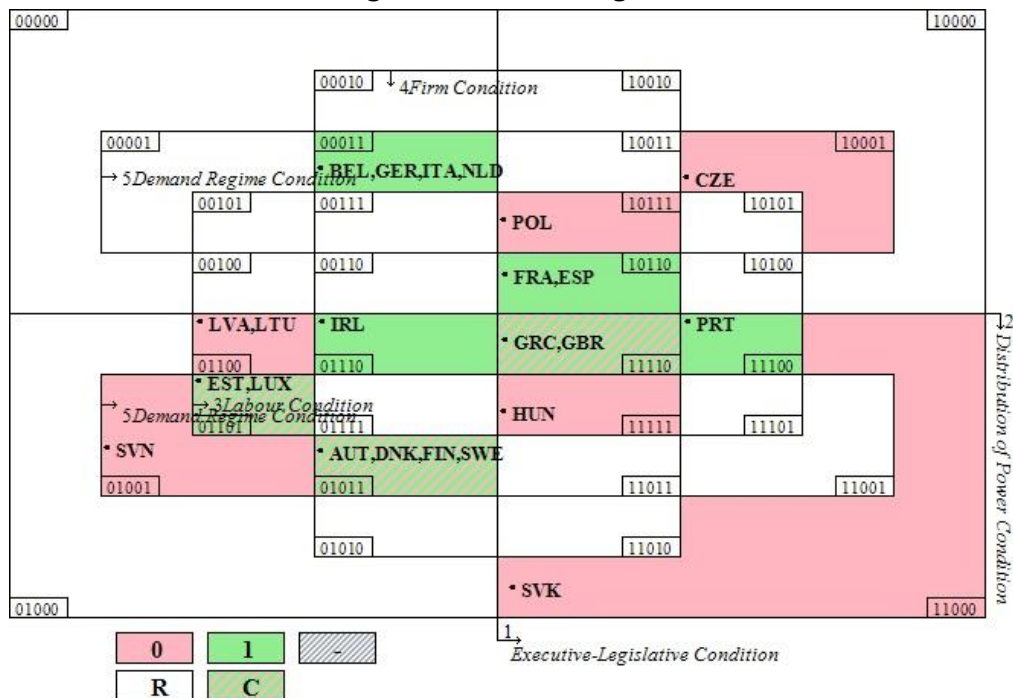 00000 10000
00010 4Firm Condition 10010
00001 00011 10011 10001
5Demand Regime Condition BEL,GER,ITA,NLD CZE
00101 00111 10111 10101
POL
00100 00110 10110 10100
FRA,ESP
LVA,LTU IRL PRT 2
GRC,GBR
01100 01110 11110 11100
EST,LUX
3Labour Condition
5Demand Regime Condition HUN
01101 01111 11111 11101
SVN AUT,DNK,FIN,SWE
01001 01011 11011 11001
01010 11010
Distribution of Power Condition
SVK
01000 11000
1
Executive-Legislative Condition
0 1 -
R C